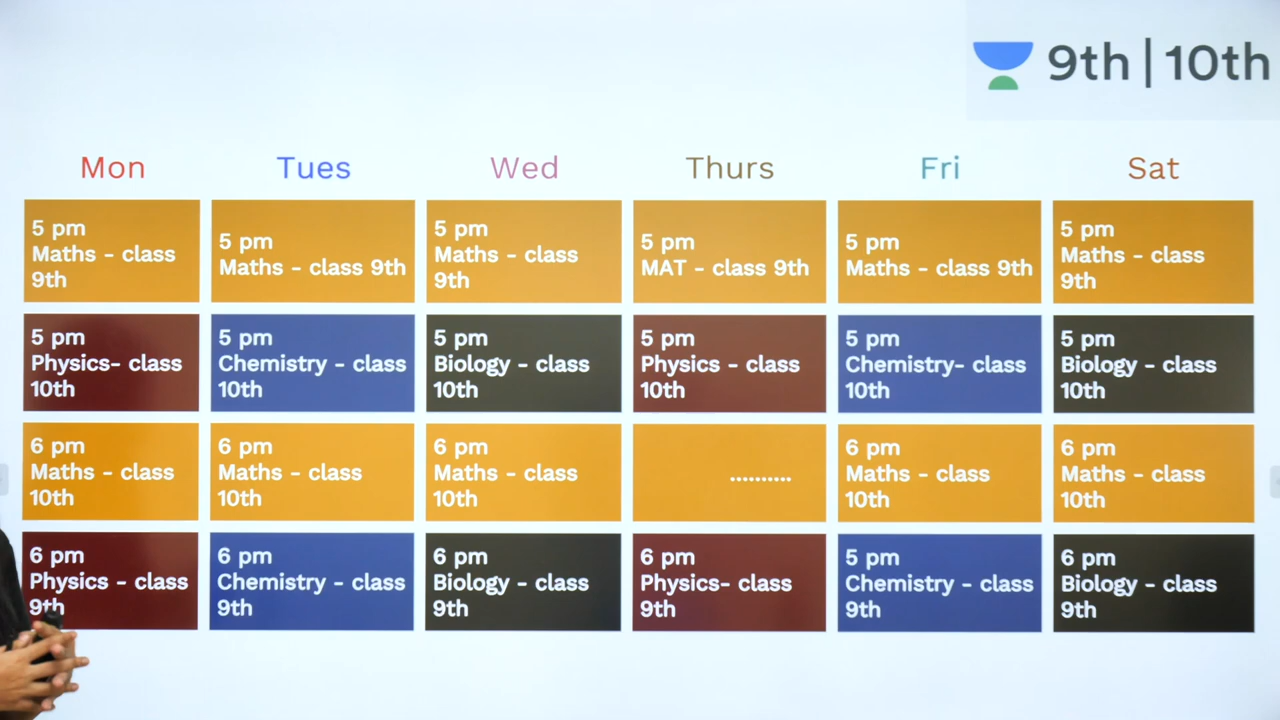 9th | 10th
Mon
Tues
Wed
Thurs
Fri
Sat
5 pm
Maths - class
9th
5 pm
Maths - class 9th
5 pm
Maths - class
9th
5 pm
MAT - class 9th
5 pm
Maths - class 9th
5 pm
Maths - class
9th
5 pm
Physics- class
10th
5 pm
Chemistry - class
10th
5 pm
Biology - class
10th
5 pm
Physics - class
10th
5 pm
Chemistry- class
10th
5 pm
Biology - class
10th
6 pm
Maths - class
10th
6 pm
Maths - class
10th
6 pm
Maths - class
10th
..........
6 pm
Maths - class
10th
6 pm
Maths - class
10th
6 pm
Physics - class
9th
6 pm
Chemistry - class
9th
6 pm
Biology - class
9th
6 pm
Physics- class
9th
5 pm
Chemistry - class
9th
6 pm
Biology - class
9th